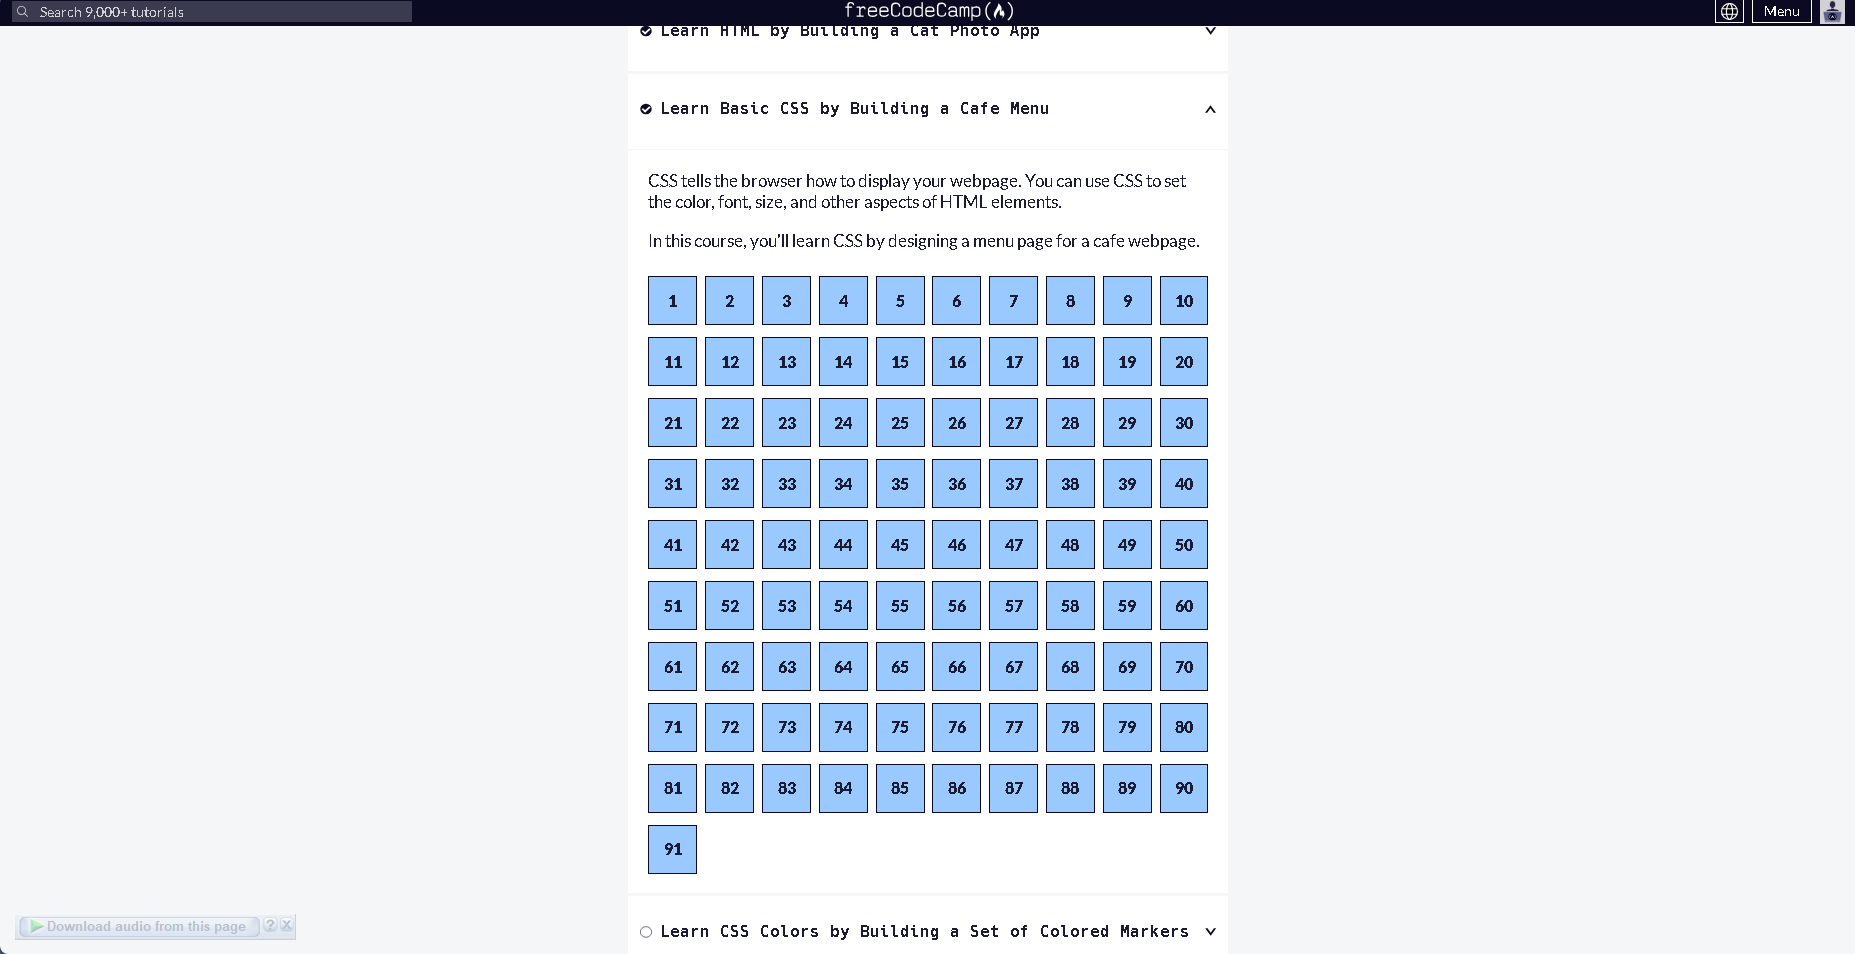 Search 9,000+ tutorials
freeCodeCamp(🔥)
Menu
Learn HTML by Building a Cat Photo App
Learn Basic CSS by Building a Cafe Menu
CSS tells the browser how to display your webpage. You can use CSS to set
the color, font, size, and other aspects of HTML elements.
In this course, you'll learn CSS by designing a menu page for a cafe webpage.
1 2 3 4 5 6 7 8 9 10
11 12 13 14 15 16 17 18 19 20
21 22 23 24 25 26 27 28 29 30
31 32 33 34 35 36 37 38 39 40
41 42 43 44 45 46 47 48 49 50
51 52 53 54 55 56 57 58 59 60
61 62 63 64 65 66 67 68 69 70
71 72 73 74 75 76 77 78 79 80
81 82 83 84 85 86 87 88 89 90
91
Download audio from this page ? X
Learn CSS Colors by Building a Set of Colored Markers